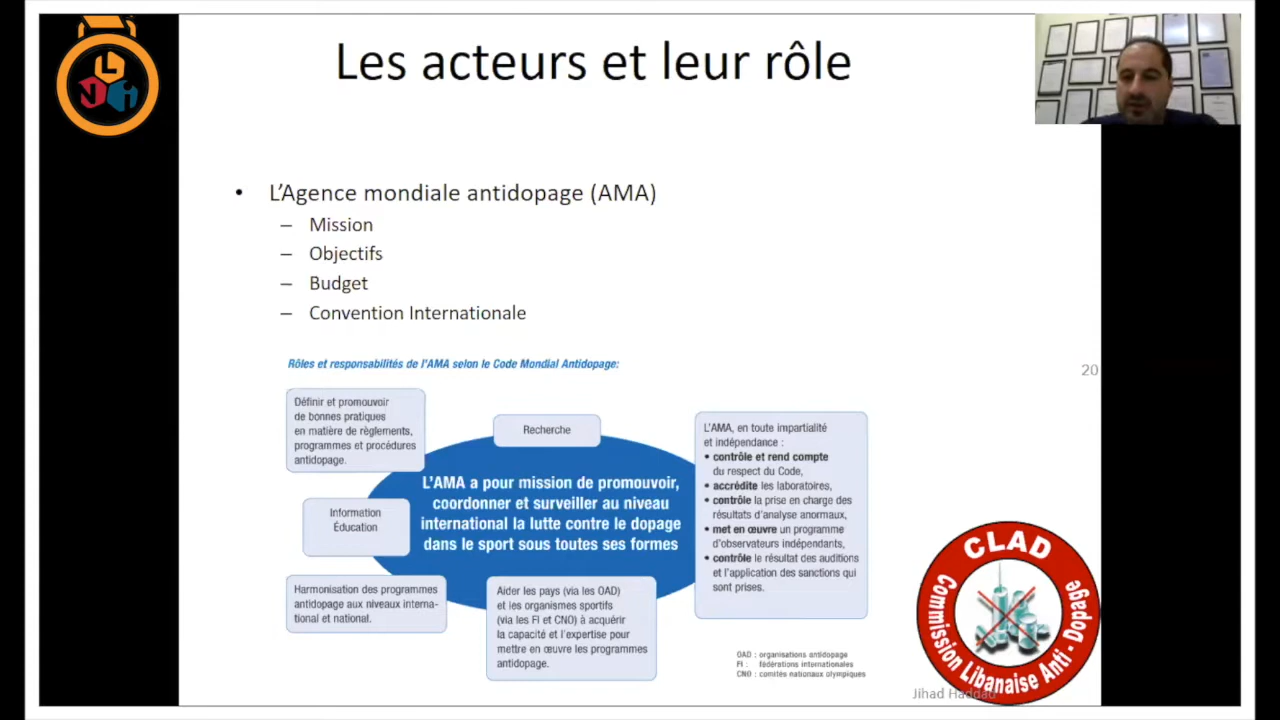 Les acteurs et leur rôle
• L'Agence mondiale antidopage (AMA)
– Mission
– Objectifs
– Budget
– Convention Internationale
Rôles et responsabilités de l'AMA selon le Code Mondial Antidopage:
20
Définir et promouvoir
de bonnes pratiques
en matière de règlements,
programmes et procédures
antidopage.
Recherche
L'AMA, en toute impartialité
et indépendance :
• contrôle et rend compte
du respect du Code,
• accrédite les laboratoires,
• contrôle la prise en charge des
résultats d'analyse anormaux,
• met en œuvre un programme
d'observateurs indépendants,
• contrôle le résultat des auditions
et l'application des sanctions qui
sont prises.
L'AMA a pour mission de promouvoir,
coordonner et surveiller au niveau
international la lutte contre le dopage
dans le sport sous toutes ses formes
Information
Éducation
Harmonisation des programmes
antidopage aux niveaux interna-
tional et national.
Aider les pays (via les OAD)
et les organismes sportifs
(via les FI et CNO) à acquérir
la capacité et l'expertise pour
mettre en œuvre les programmes
antidopage.
OAD : organisations antidopage
FI : fédérations internationales
CNO : comités nationaux olympiques
CLAD
Commission Libanaise Anti - Dopage
Jihad Haddad